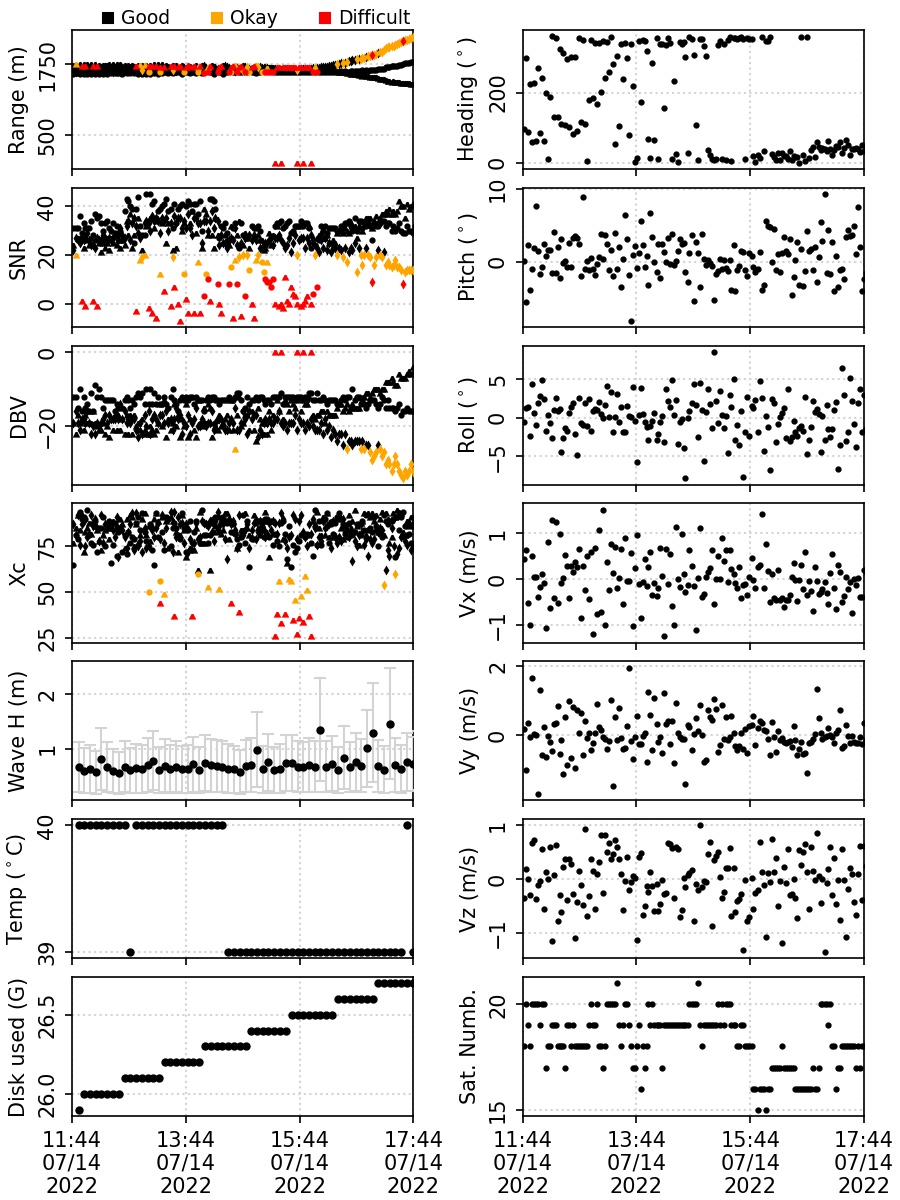 Good Okay Difficult
Range (m)
1750
500
Heading (°)
200
0
SNR
40
20
0
Pitch (°)
10
0
DBV
0
−20
Roll (°)
5
0
−5
Xc
75
50
25
Vx (m/s)
1
0
−1
Wave H (m)
2
1
Vy (m/s)
2
0
Temp (°C)
40
39
Vz (m/s)
1
0
−1
Disk used (G)
26.5
26.0
Sat. Numb.
20
15
11:44 13:44 15:44 17:44 11:44 13:44 15:44 17:44
07/14 07/14 07/14 07/14 07/14 07/14 07/14 07/14
2022 2022 2022 2022 2022 2022 2022 2022